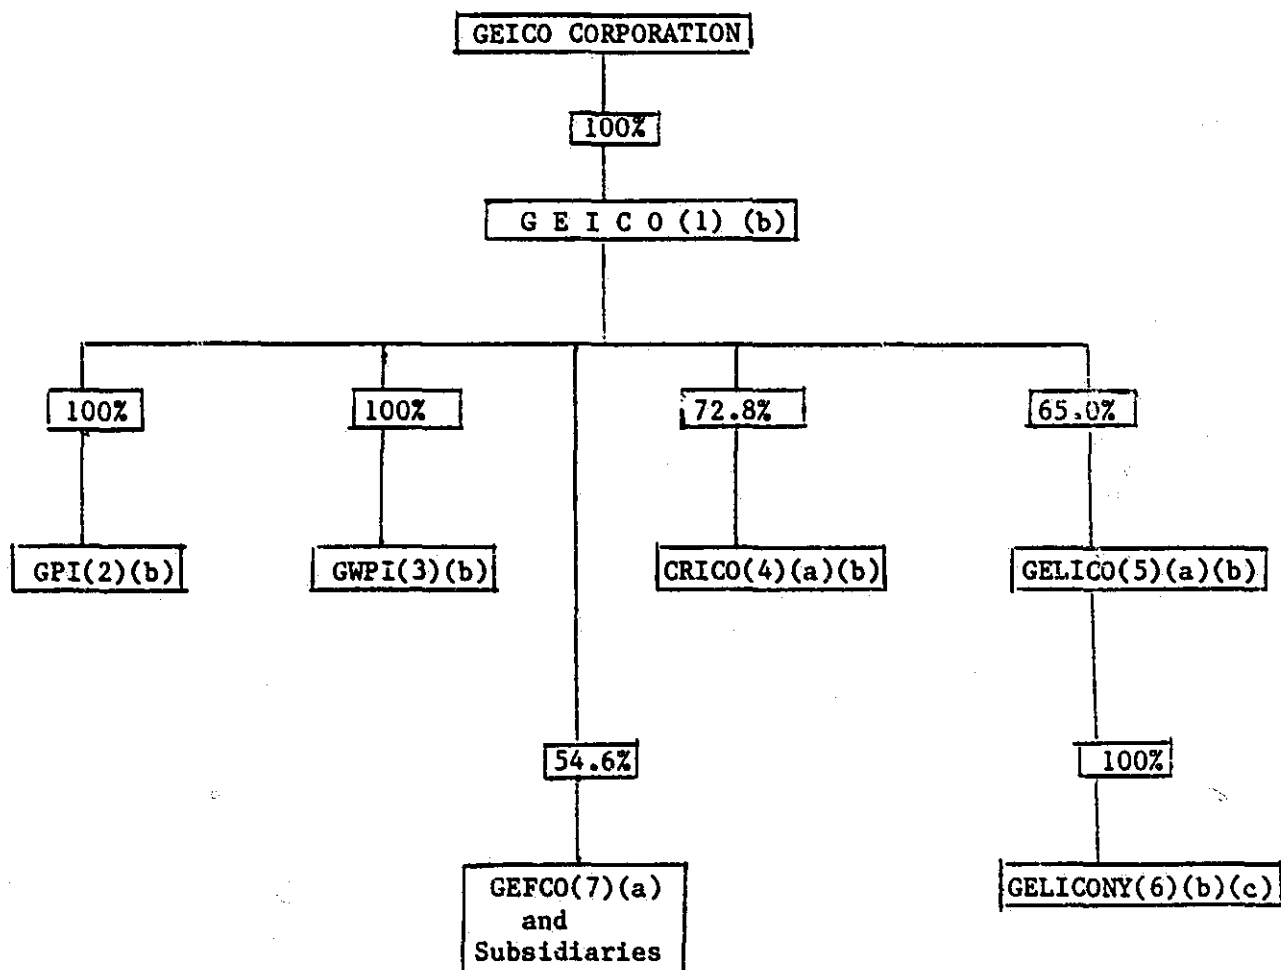 GEICO CORPORATION
100%
G E I C O (1) (b)
100% 100% 72.8% 65.0%
GPI(2)(b) GWPI(3)(b) CRICO(4)(a)(b) GELICO(5)(a)(b)
54.6% 100%
GEFCO(7)(a) GELICONY(6)(b)(c)
and
Subsidiaries